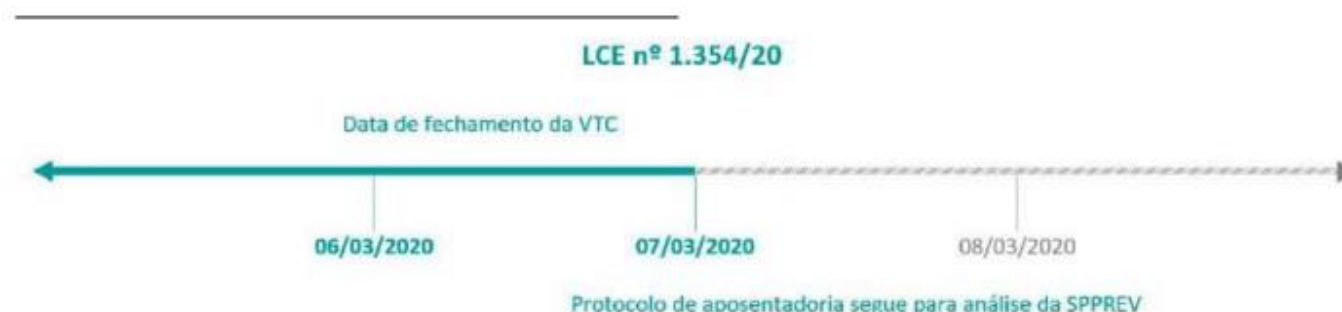 LCE nº 1.354/20
Data de fechamento da VTC
06/03/2020
07/03/2020
08/03/2020
Protocolo de aposentadoria segue para análise da SPPREV